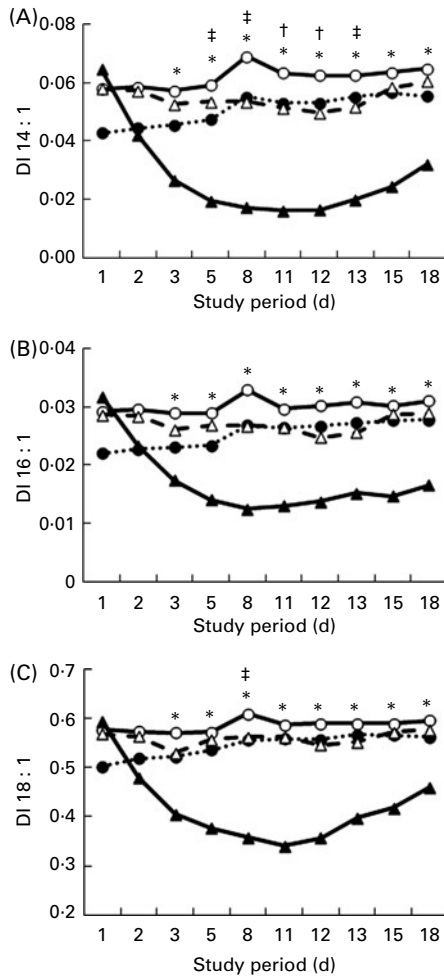 (A)
0·08
0·06
0·04
0·02
0·00
DI 14 : 1
‡ ‡ † † ‡
* * * * * * * *
1 2 3 5 8 11 12 13 15 18
Study period (d)
(B)
0·04
0·03
0·02
0·01
0
DI 16 : 1
* * * * * * * *
1 2 3 5 8 11 12 13 15 18
Study period (d)
(C)
0·7
0·6
0·5
0·4
0·3
0·2
DI 18 : 1
‡
* * * * * * * *
1 2 3 5 8 11 12 13 15 18
Study period (d)